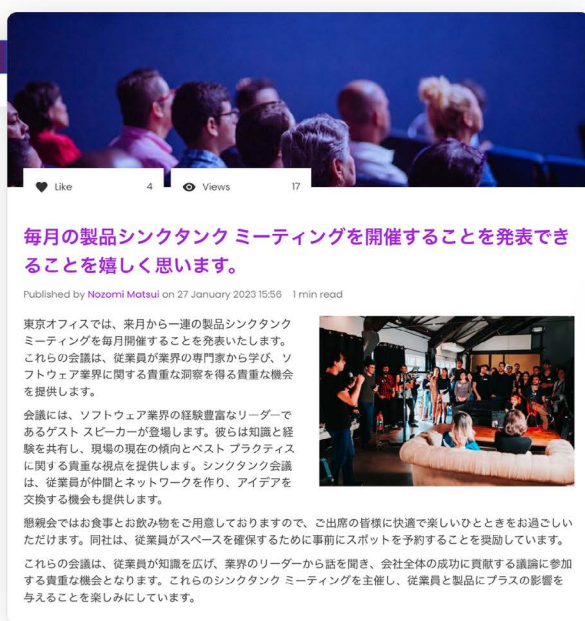 Like 4 Views 17
毎月の製品シンクタンク ミーティングを開催することを発表でき
ることを嬉しく思います。
Published by Nozomi Matsui on 27 January 2023 15:56 1 min read
東京オフィスでは、来月から一連の製品シンクタンク
ミーティングを毎月開催することを発表いたします。
これらの会議は、従業員が業界の専門家から学び、ソ
フトウェア業界に関する貴重な洞察を得る貴重な機会
を提供します。
会議には、ソフトウェア業界の経験豊富なリーダーで
あるゲスト スピーカーが登場します。彼らは知識と経
験を共有し、現場の現在の傾向とベスト プラクティス
に関する貴重な視点を提供します。シンクタンク会議
は、従業員が仲間とネットワークを作り、アイデアを
交換する機会も提供します。
懇親会ではお食事とお飲み物をご用意しておりますので、ご出席の皆様に快適で楽しいひとときをお過ごしい
ただけます。同社は、従業員がスペースを確保するために事前にスポットを予約することを奨励しています。
これらの会議は、従業員が知識を広げ、業界のリーダーから話を聞き、会社全体の成功に貢献する議論に参加
する貴重な機会となります。これらのシンクタンク ミーティングを主催し、従業員と製品にプラスの影響を
与えることを楽しみにしています。